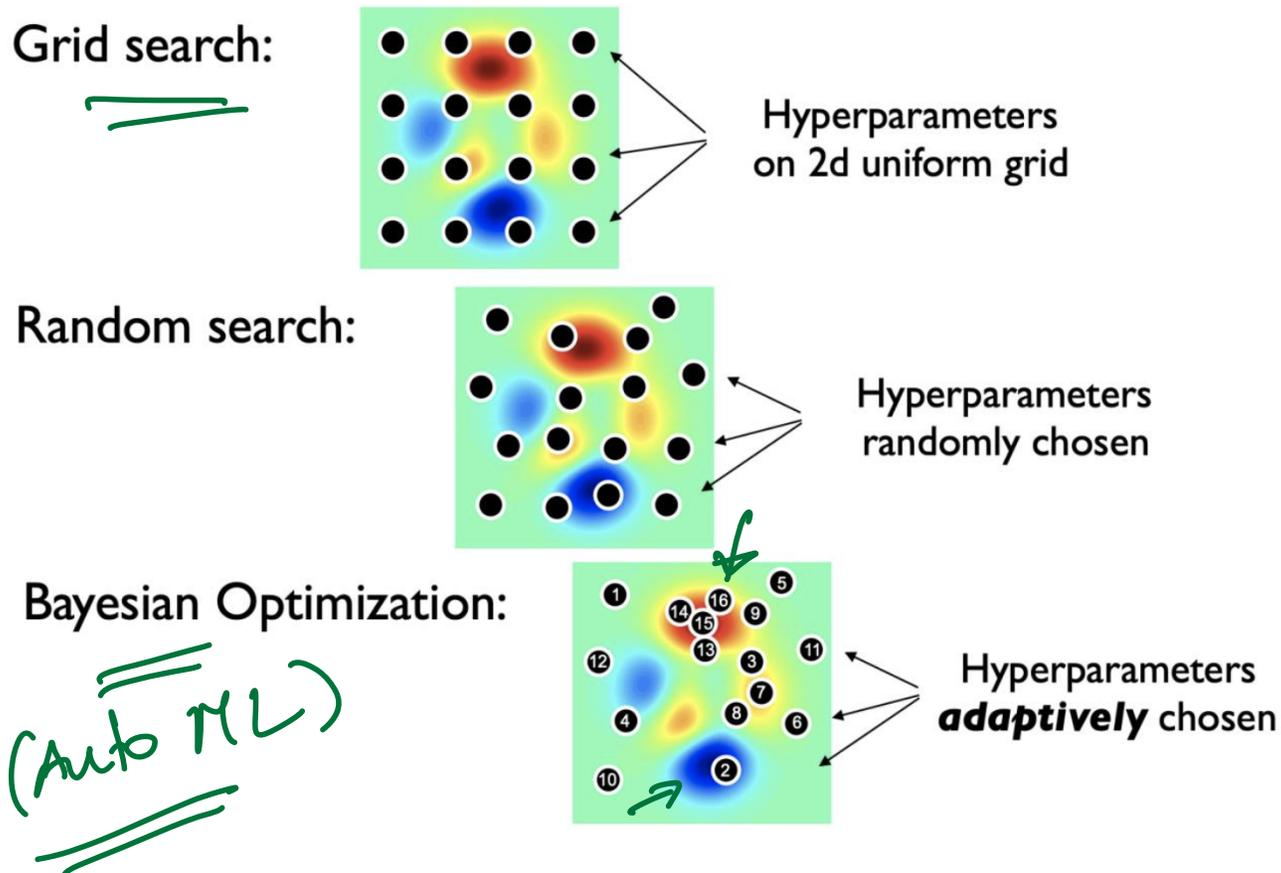 Grid search:
Hyperparameters
on 2d uniform grid
Random search:
Hyperparameters
randomly chosen
Bayesian Optimization:
(Auto ML)
1
5
16
14
9
15
13
11
12
3
7
8
4
6
2
10
Hyperparameters
adaptively chosen